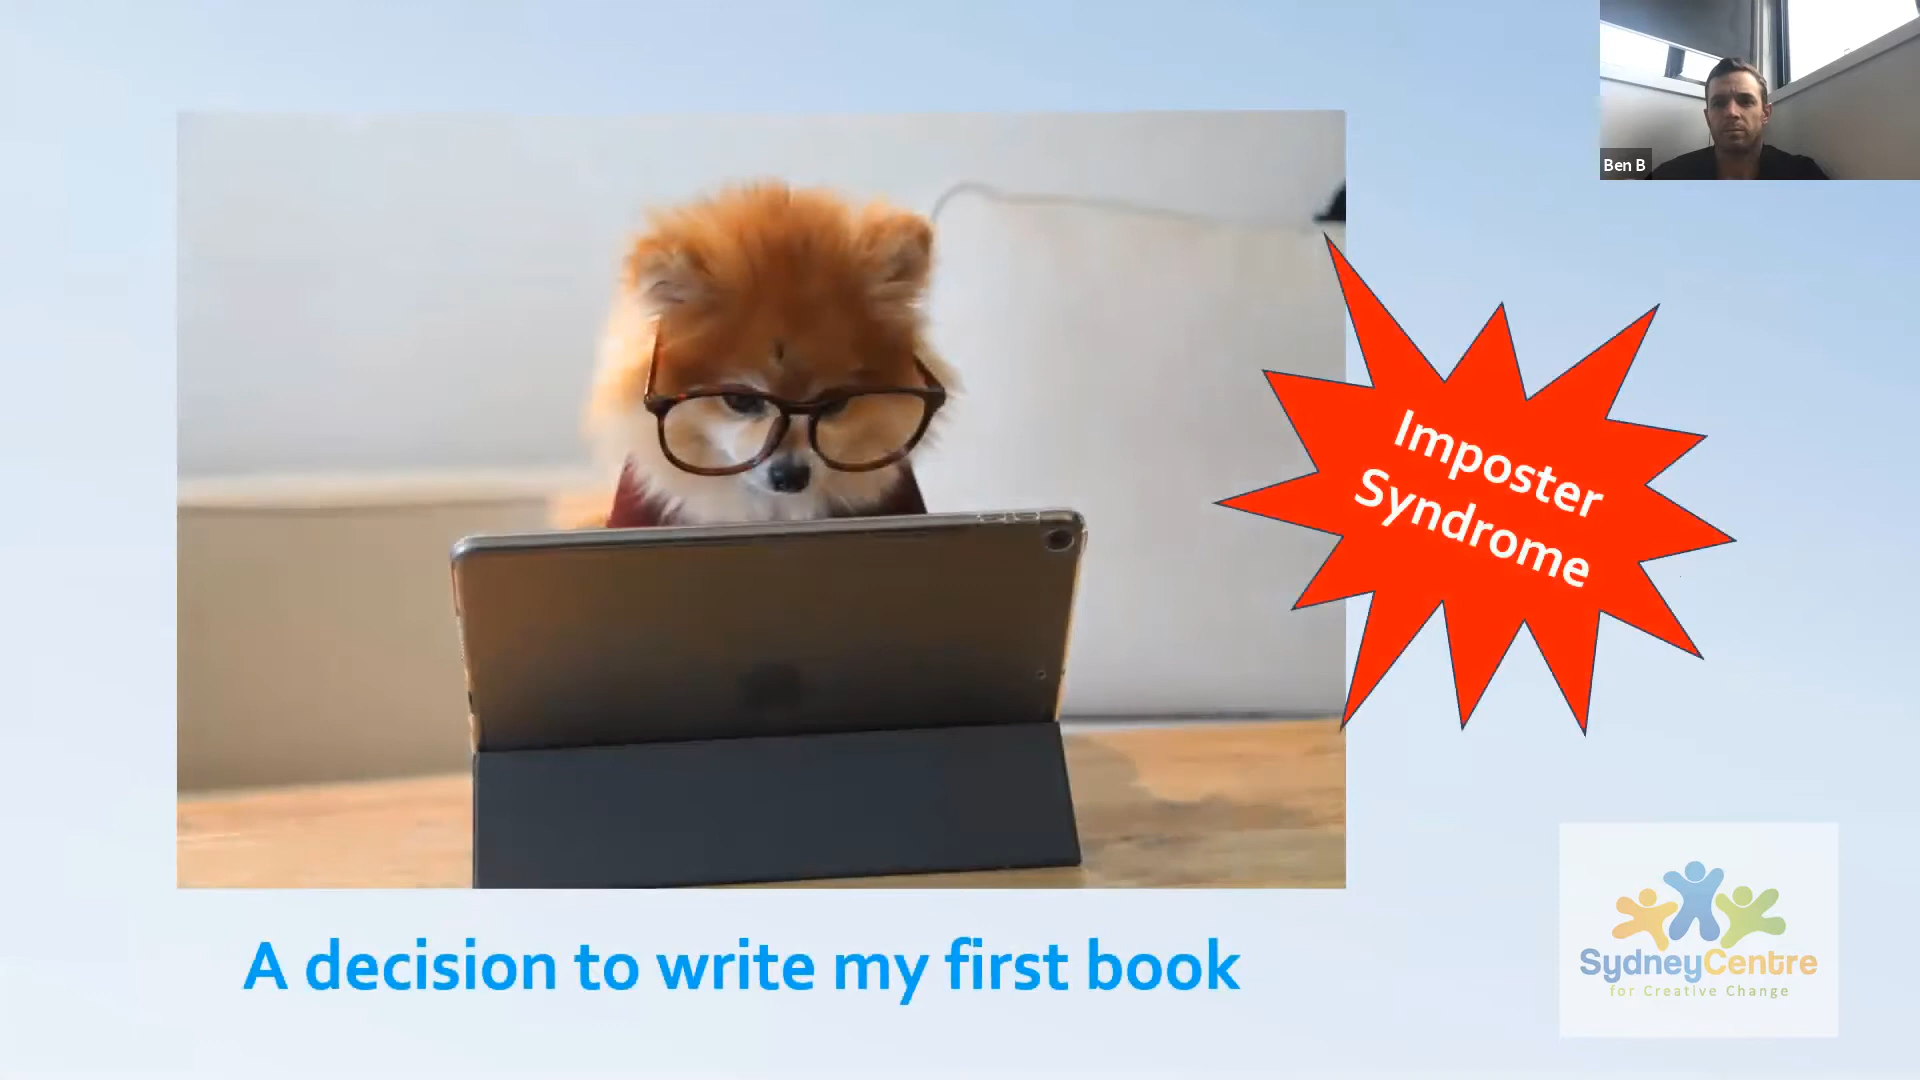 Ben B
Imposter
Syndrome
A decision to write my first book
SydneyCentre
for Creative Change